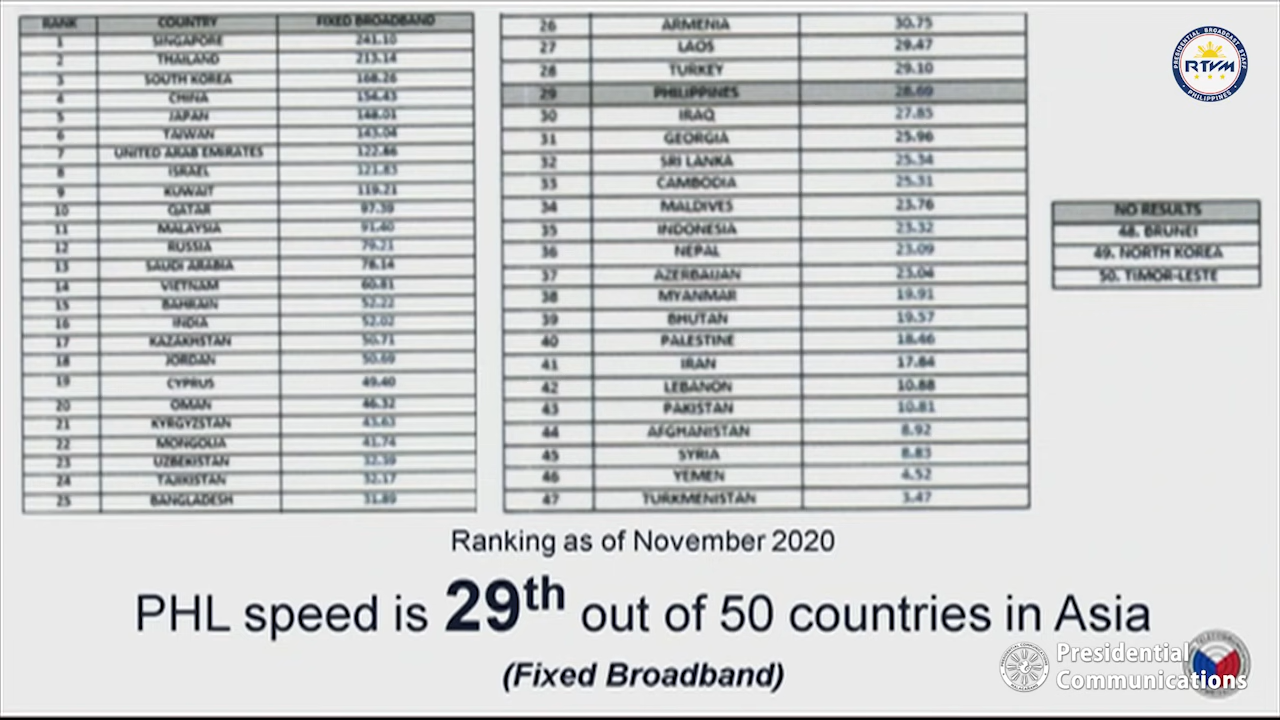 RANK COUNTRY FIXED BROADBAND
1 SINGAPORE 241.10
2 THAILAND 213.14
3 SOUTH KOREA 168.26
4 CHINA 154.43
5 JAPAN 148.01
6 TAIWAN 143.04
7 UNITED ARAB EMIRATES 122.86
8 ISRAEL 121.83
9 KUWAIT 119.21
10 QATAR 97.39
11 MALAYSIA 91.40
12 RUSSIA 79.21
13 SAUDI ARABIA 78.14
14 VIETNAM 60.81
15 BAHRAIN 52.22
16 INDIA 52.02
17 KAZAKHSTAN 50.71
18 JORDAN 50.69
19 CYPRUS 49.40
20 OMAN 46.32
21 KYRGYZSTAN 43.63
22 MONGOLIA 41.74
23 UZBEKISTAN 32.39
24 TAJIKISTAN 32.17
25 BANGLADESH 31.89
26 ARMENIA 30.75
27 LAOS 29.47
28 TURKEY 29.10
29 PHILIPPINES 28.69
30 IRAQ 27.85
31 GEORGIA 25.96
32 SRI LANKA 25.34
33 CAMBODIA 25.31
34 MALDIVES 23.76
35 INDONESIA 23.32
36 NEPAL 23.09
37 AZERBAIJAN 23.04
38 MYANMAR 19.91
39 BHUTAN 19.57
40 PALESTINE 18.46
41 IRAN 17.84
42 LEBANON 10.88
43 PAKISTAN 10.81
44 AFGHANISTAN 8.92
45 SYRIA 8.83
46 YEMEN 4.52
47 TURKMENISTAN 3.47
NO RESULTS
48. BRUNEI
49. NORTH KOREA
50. TIMOR-LESTE
PRESIDENTIAL BROADCAST STAFF
RTVM
PHILIPPINES
Ranking as of November 2020
PHL speed is 29th out of 50 countries in Asia
(Fixed Broadband)
Presidential
Communications